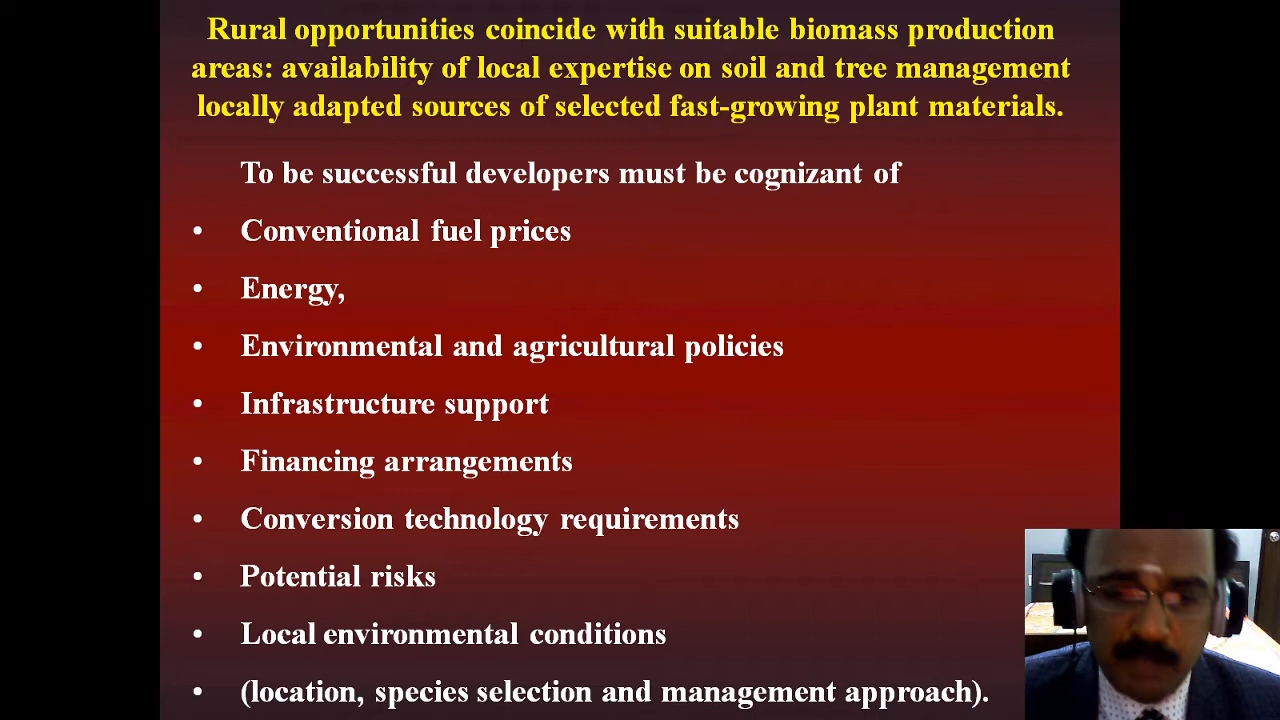 Rural opportunities coincide with suitable biomass production
areas: availability of local expertise on soil and tree management
locally adapted sources of selected fast-growing plant materials.
To be successful developers must be cognizant of
• Conventional fuel prices
• Energy,
• Environmental and agricultural policies
• Infrastructure support
• Financing arrangements
• Conversion technology requirements
• Potential risks
• Local environmental conditions
• (location, species selection and management approach).